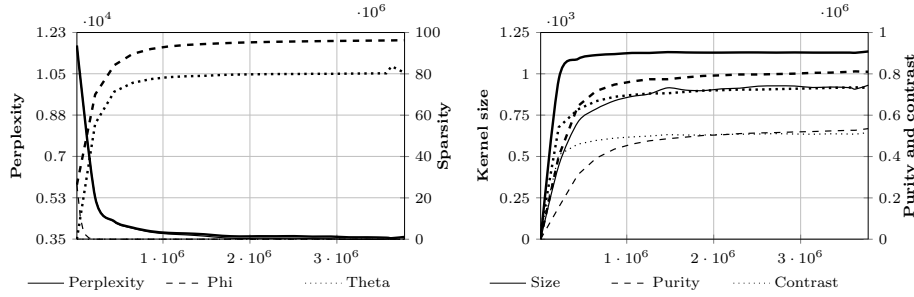 ·10^4
·10^6
1.23
1.05
0.88
0.7
0.53
0.35
100
80
60
40
20
0
1 · 10^6
2 · 10^6
3 · 10^6
Perplexity
Sparsity
Perplexity Phi Theta
·10^3
·10^6
1.25
1
0.75
0.5
0.25
0
1
0.8
0.6
0.4
0.2
0
1 · 10^6
2 · 10^6
3 · 10^6
Kernel size
Purity and contrast
Size Purity Contrast